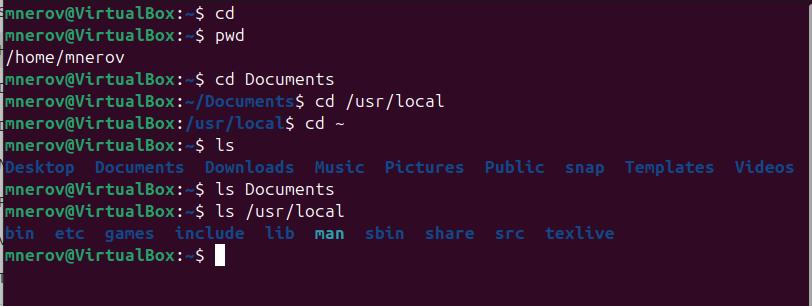 mnerov@VirtualBox:~$ cd
mnerov@VirtualBox:~$ pwd
/home/mnerov
mnerov@VirtualBox:~$ cd Documents
mnerov@VirtualBox:~/Documents$ cd /usr/local
mnerov@VirtualBox:/usr/local$ cd ~
mnerov@VirtualBox:~$ ls
Desktop  Documents  Downloads  Music  Pictures  Public  snap  Templates  Videos
mnerov@VirtualBox:~$ ls Documents
mnerov@VirtualBox:~$ ls /usr/local
bin  etc  games  include  lib  man  sbin  share  src  texlive
mnerov@VirtualBox:~$